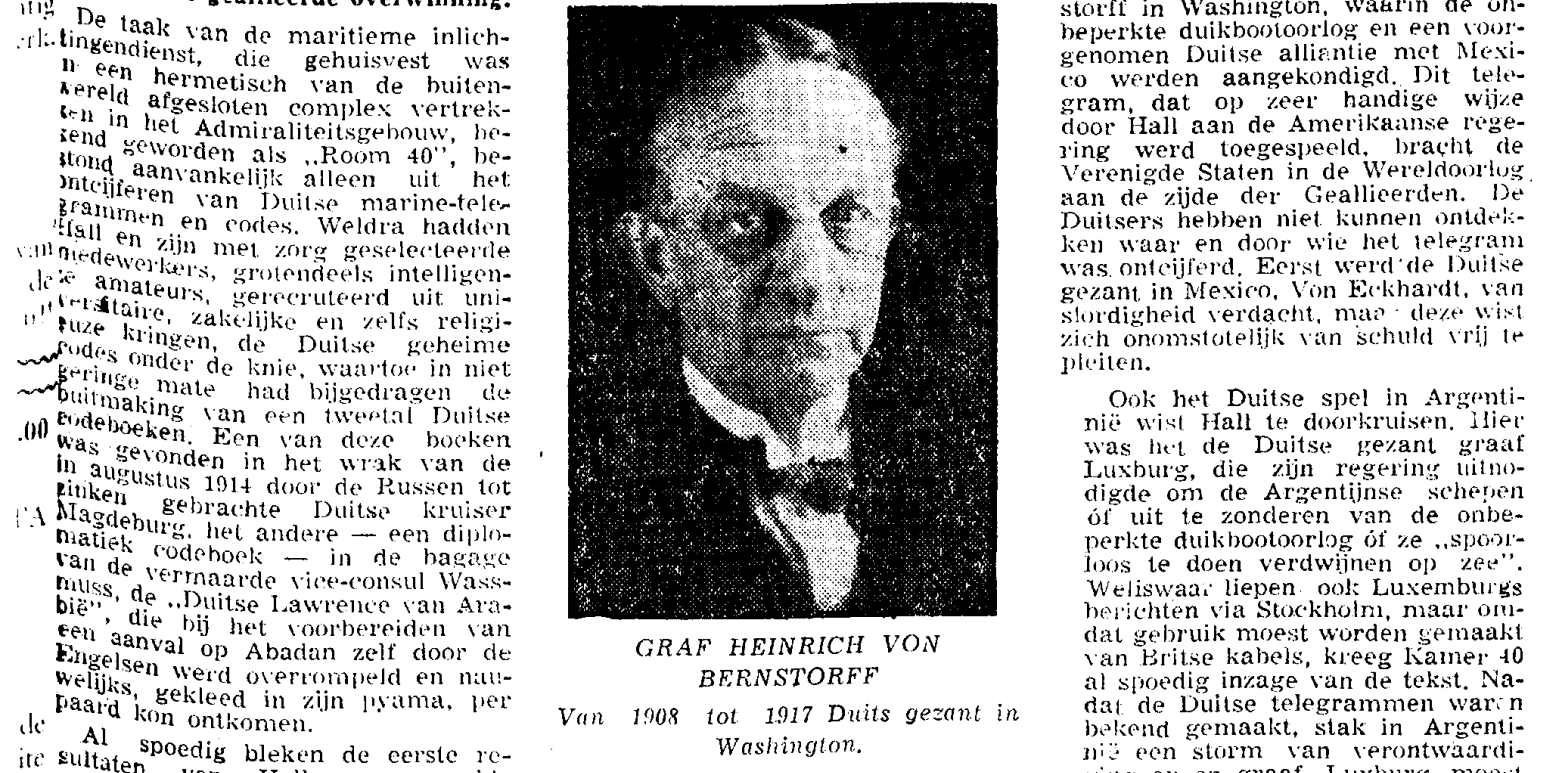 geallieerde overwinning.
De taak van de maritieme inlich-
tingendienst, die gehuisvest was
in een hermetisch van de buiten-
wereld afgesloten complex vertrek-
ken in het Admiraliteitsgebouw, be-
kend geworden als „Room 40”, be-
stond aanvankelijk alleen uit het
ontcijferen van Duitse marine-tele-
grammen en codes. Weldra hadden
Hall en zijn met zorg geselecteerde
medewerkers, grotendeels intelligen-
te amateurs, gerecruteerd uit uni-
versitaire, zakelijke en zelfs religi-
euze kringen, de Duitse geheime
codes onder de knie, waartoe in niet
geringe mate had bijgedragen de
buitmaking van een tweetal Duitse
codeboeken. Een van deze boeken
was gevonden in het wrak van de
in augustus 1914 door de Russen tot
zinken gebrachte Duitse kruiser
Magdeburg, het andere — een diplo-
matiek codeboek — in de bagage
van de vermaarde vice-consul Wass-
muss, de „Duitse Lawrence van Ara-
bië”, die bij het voorbereiden van
een aanval op Abadan zelf door de
Engelsen werd overrompeld en nau-
welijks, gekleed in zijn pyama, per
paard kon ontkomen.
Al spoedig bleken de eerste re-
sultaten van
.00
de
GRAF HEINRICH VON
BERNSTORFF
Van 1908 tot 1917 Duits gezant in
Washington.
storff in Washington, waarin de on-
beperkte duikbootoorlog en een voor-
genomen Duitse alliantie met Mexi-
co werden aangekondigd. Dit tele-
gram, dat op zeer handige wijze
door Hall aan de Amerikaanse rege-
ring werd toegespeeld, bracht de
Verenigde Staten in de Wereldoorlog
aan de zijde der Geallieerden. De
Duitsers hebben niet kunnen ontdek-
ken waar en door wie het telegram
was ontcijferd. Eerst werd de Duitse
gezant in Mexico, Von Eckhardt, van
slordigheid verdacht, maar deze wist
zich onomstotelijk van schuld vrij te
pleiten.
Ook het Duitse spel in Argenti-
nië wist Hall te doorkruisen. Hier
was het de Duitse gezant graaf
Luxburg, die zijn regering uitno-
digde om de Argentijnse schepen
óf uit te zonderen van de onbe-
perkte duikbootoorlog óf ze „spoor-
loos te doen verdwijnen op zee”.
Weliswaar liepen ook Luxemburgs
berichten via Stockholm, maar om-
dat gebruik moest worden gemaakt
van Britse kabels, kreeg Kamer 40
al spoedig inzage van de tekst. Na-
dat de Duitse telegrammen waren
bekend gemaakt, stak in Argenti-
nië een storm van verontwaardi-
graaf Luxburg moest